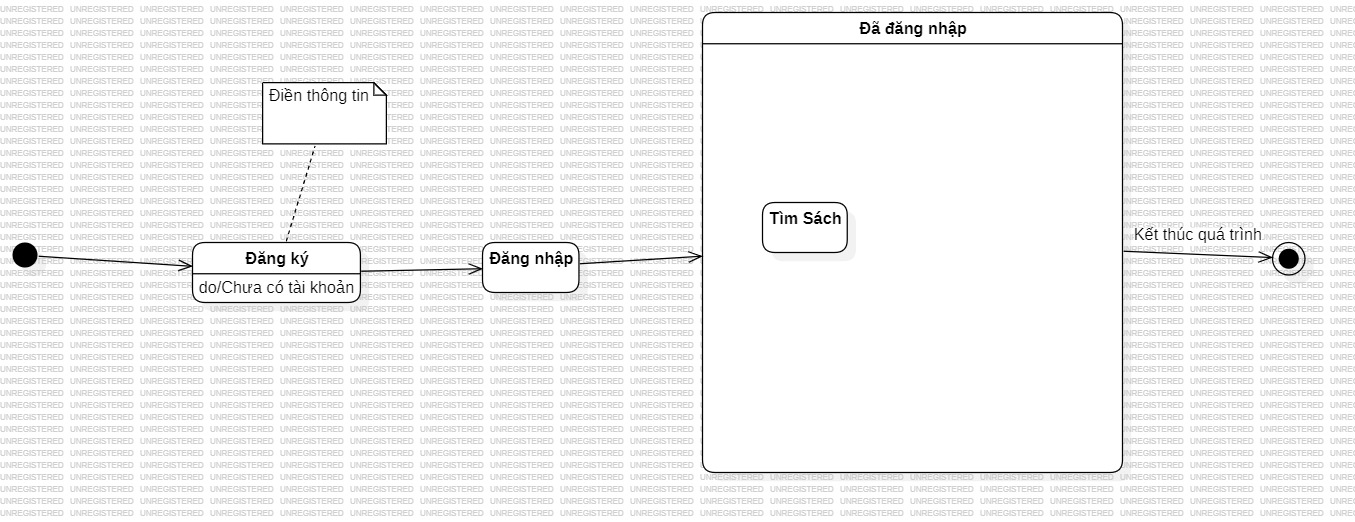 Đã đăng nhập
Điền thông tin
Tìm Sách
Kết thúc quá trình
Đăng ký
Đăng nhập
do/Chưa có tài khoản
UNREGISTERED